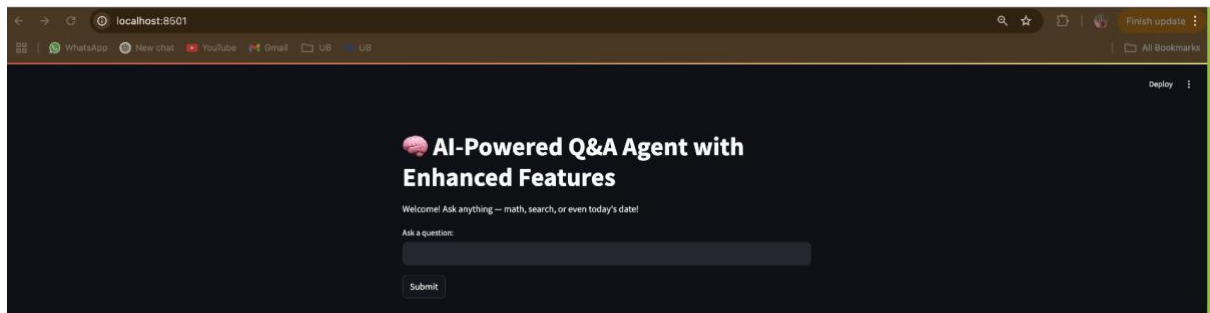 localhost:8501
Finish update
WhatsApp New chat YouTube Gmail UB UB All Bookmarks
Deploy
AI-Powered Q&A Agent with
Enhanced Features
Welcome! Ask anything — math, search, or even today's date!
Ask a question:
Submit